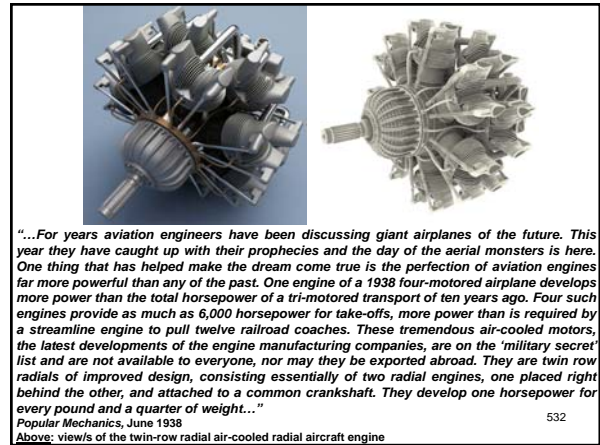 “…For years aviation engineers have been discussing giant airplanes of the future. This
year they have caught up with their prophecies and the day of the aerial monsters is here.
One thing that has helped make the dream come true is the perfection of aviation engines
far more powerful than any of the past. One engine of a 1938 four-motored airplane develops
more power than the total horsepower of a tri-motored transport of ten years ago. Four such
engines provide as much as 6,000 horsepower for take-offs, more power than is required by
a streamline engine to pull twelve railroad coaches. These tremendous air-cooled motors,
the latest developments of the engine manufacturing companies, are on the ‘military secret’
list and are not available to everyone, nor may they be exported abroad. They are twin row
radials of improved design, consisting essentially of two radial engines, one placed right
behind the other, and attached to a common crankshaft. They develop one horsepower for
every pound and a quarter of weight…”
Popular Mechanics, June 1938
Above: view/s of the twin-row radial air-cooled radial aircraft engine
532